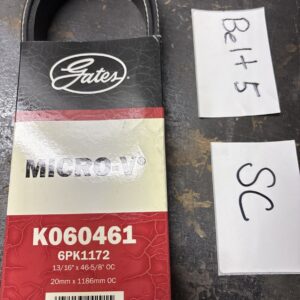 Gates
MICRO-V®
K060461
6PK1172
13/16" x 46-5/8" OC
20mm x 1186mm OC
Belt 5
SC